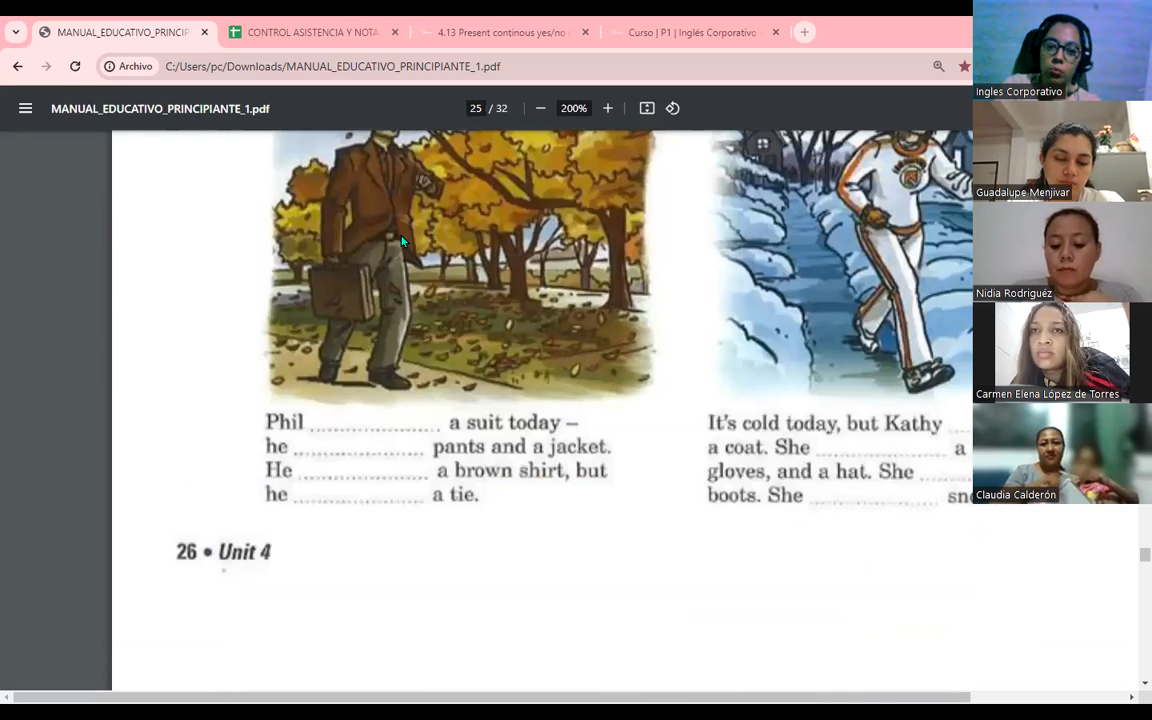 MANUAL_EDUCATIVO_PRINCIP
CONTROL ASISTENCIA Y NOTA
4.13 Present continous yes/no
Curso | P1 | Inglés Corporativo
Archivo
C:/Users/pc/Downloads/MANUAL_EDUCATIVO_PRINCIPIANTE_1.pdf
MANUAL_EDUCATIVO_PRINCIPIANTE_1.pdf
25 / 32
200%
Phil .......................... a suit today –
he .......................... pants and a jacket.
He .......................... a brown shirt, but
he .......................... a tie.
It's cold today, but Kathy
a coat. She .................... a
gloves, and a hat. She
boots. She ....................
26 • Unit 4
Ingles Corporativo
Guadalupe Menjivar
Nidia Rodriguéz
Carmen Elena López de Torres
Claudia Calderón